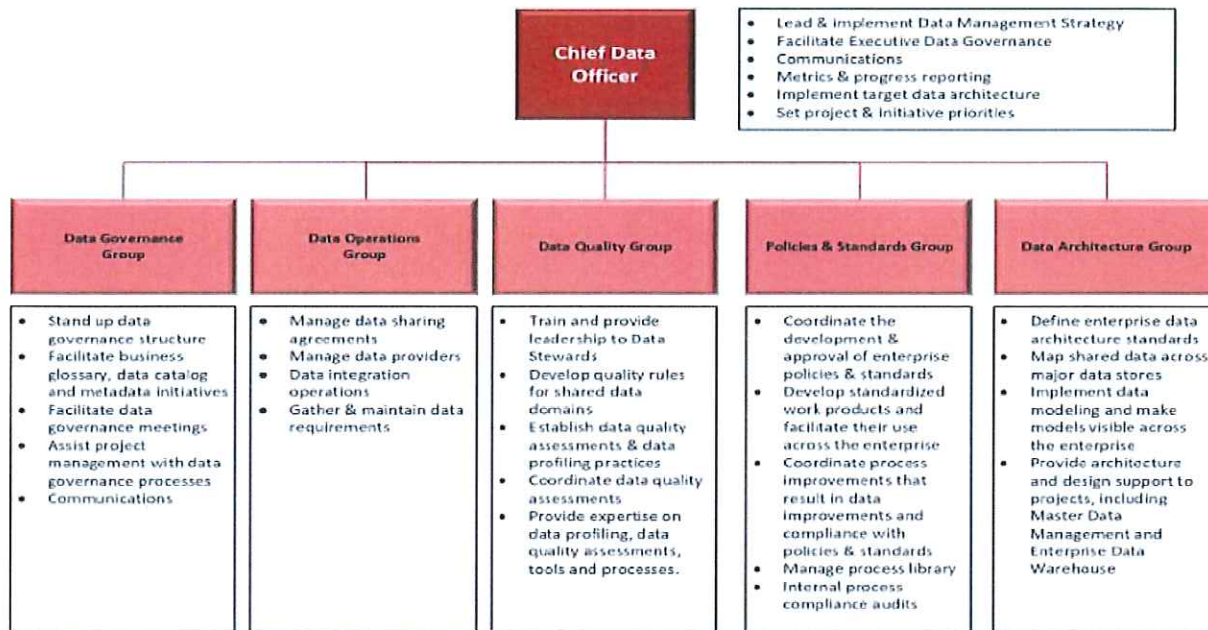 Chief Data
Officer
• Lead & implement Data Management Strategy
• Facilitate Executive Data Governance
• Communications
• Metrics & progress reporting
• Implement target data architecture
• Set project & initiative priorities
Data Governance
Group
• Stand up data
governance structure
• Facilitate business
glossary, data catalog
and metadata initiatives
• Facilitate data
governance meetings
• Assist project
management with data
governance processes
• Communications
Data Operations
Group
• Manage data sharing
agreements
• Manage data providers
• Data integration
operations
• Gather & maintain data
requirements
Data Quality Group
• Train and provide
leadership to Data
Stewards
• Develop quality rules
for shared data
domains
• Establish data quality
assessments & data
profiling practices
• Coordinate data quality
assessments
• Provide expertise on
data profiling, data
quality assessments,
tools and processes.
Policies & Standards Group
• Coordinate the
development &
approval of enterprise
policies & standards
• Develop standardized
work products and
facilitate their use
across the enterprise
• Coordinate process
improvements that
result in data
improvements and
compliance with
policies & standards
• Manage process library
• Internal process
compliance audits
Data Architecture Group
• Define enterprise data
architecture standards
• Map shared data across
major data stores
• Implement data
modeling and make
models visible across
the enterprise
• Provide architecture
and design support to
projects, including
Master Data
Management and
Enterprise Data
Warehouse